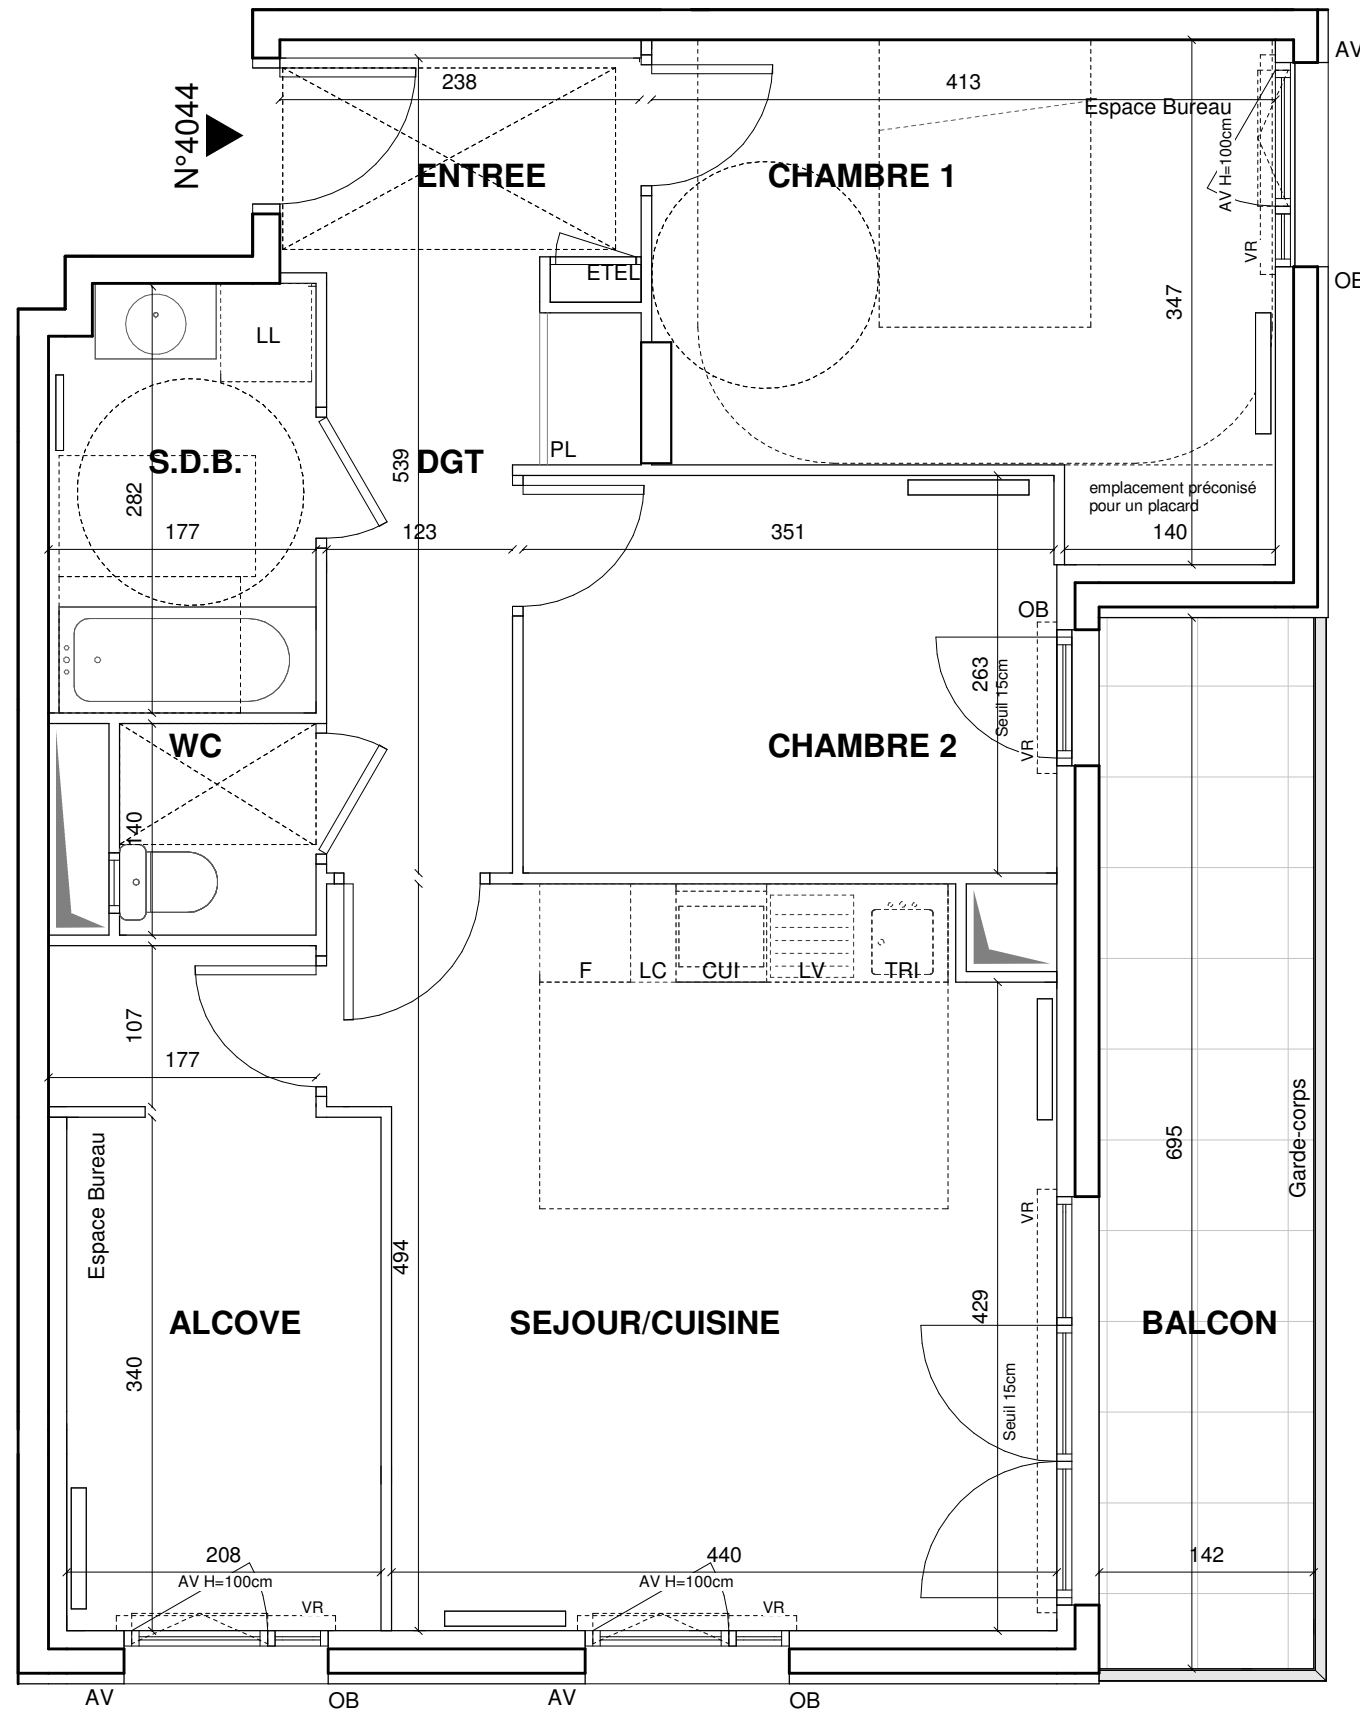 N°4044
238
413
AV
Espace Bureau
AV H=100cm
ENTREE
CHAMBRE 1
VR
OB
ETEL
347
LL
539
S.D.B.
DGT
PL
282
emplacement préconisé
pour un placard
177
123
351
140
OB
263
Seuil 15cm
VR
WC
CHAMBRE 2
140
F
LC
CUI
LV
TRI
107
177
Espace Bureau
695
Garde-corps
VR
494
429
ALCOVE
SEJOUR/CUISINE
BALCON
340
Seuil 15cm
208
440
142
AV H=100cm
AV H=100cm
VR
VR
AV
OB
AV
OB